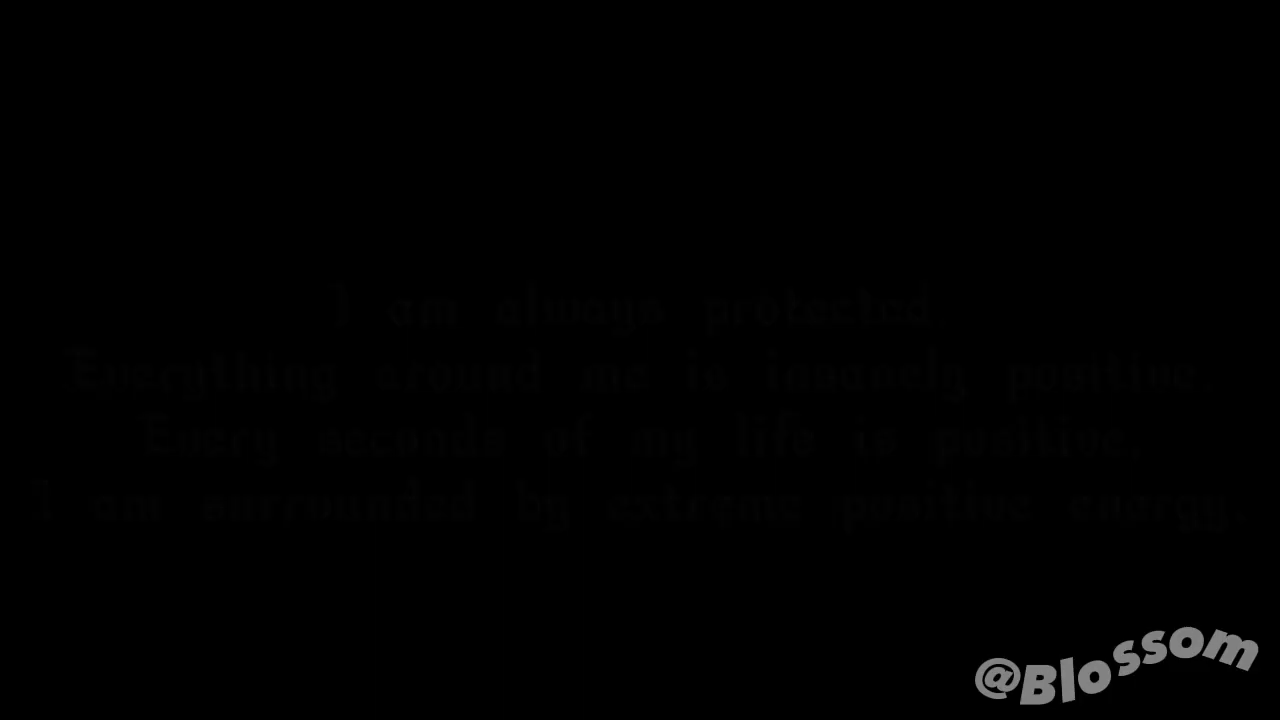 I am always protected.
Everything around me is insanely positive.
Every seconds of my life is positive,
I am surrounded by extreme positive energy.
@Blossom